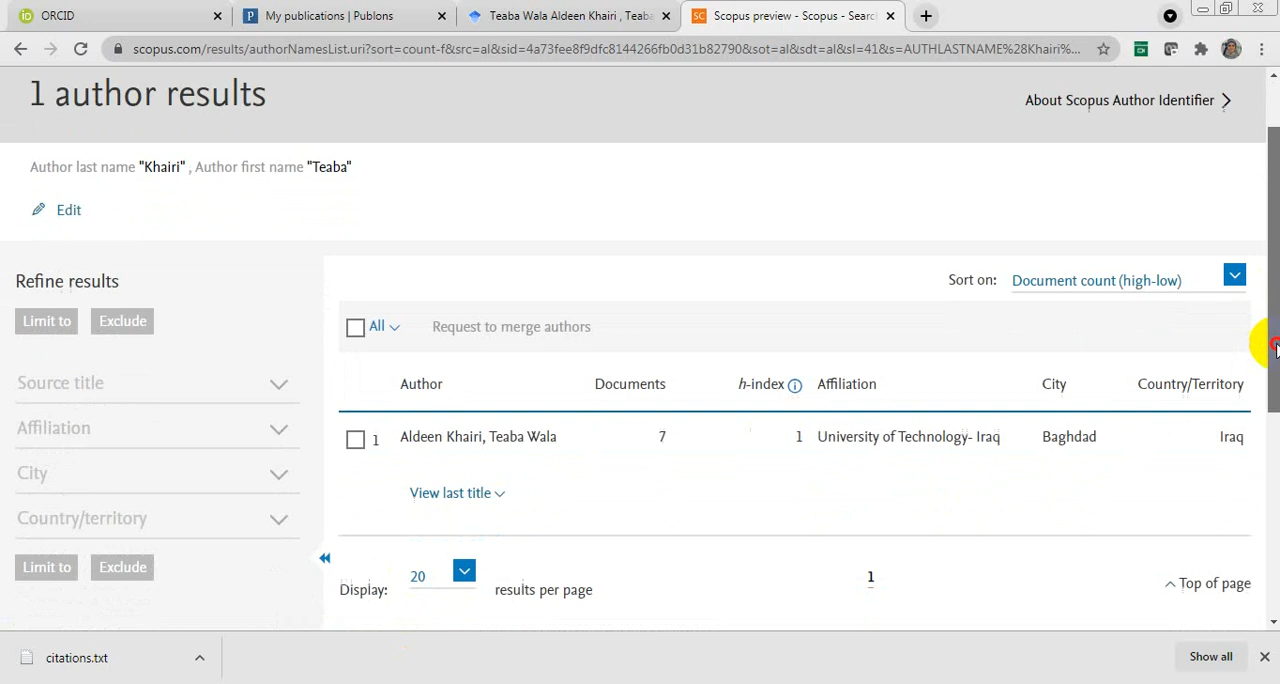 ORCID
My publications | Publons
Teaba Wala Aldeen Khairi , Teaba
Scopus preview - Scopus - Searc
scopus.com/results/authorNamesList.uri?sort=count-f&src=al&sid=4a73fee8f9dfc8144266fb0d31b82790&sot=al&sdt=al&sl=41&s=AUTHLASTNAME%28Khairi%...
1 author results
About Scopus Author Identifier
Author last name "Khairi" , Author first name "Teaba"
Edit
Refine results
Limit to Exclude
Source title
Affiliation
City
Country/territory
Limit to Exclude
Sort on: Document count (high-low)
All Request to merge authors
Author Documents h-index Affiliation City Country/Territory
1 Aldeen Khairi, Teaba Wala 7 1 University of Technology- Iraq Baghdad Iraq
View last title
Display: 20 results per page
1
Top of page
citations.txt
Show all